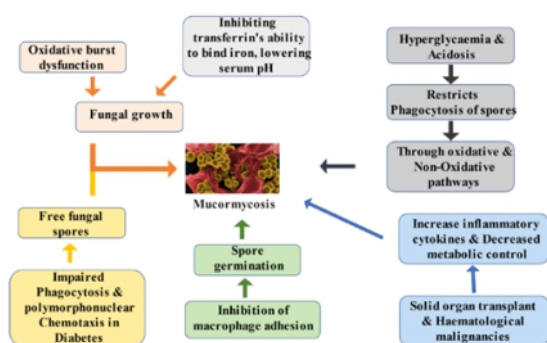 Oxidative burst
dysfunction
Inhibiting
transferrin's ability
to bind iron, lowering
serum pH
Hyperglycaemia &
Acidosis
Fungal growth
Restricts
Phagocytosis of spores
Through oxidative &
Non-Oxidative
pathways
Mucormycosis
Free fungal
spores
Spore
germination
Increase inflammatory
cytokines & Decreased
metabolic control
Impaired
Phagocytosis &
polymorphonuclear
Chemotaxis in
Diabetes
Inhibition of
macrophage adhesion
Solid organ transplant
& Haematological
malignancies